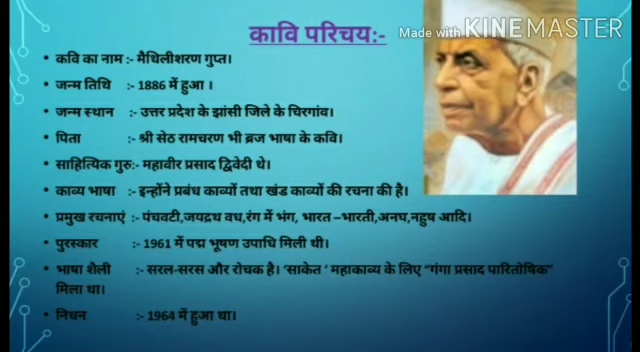 कावि परिचय:-
Made with KINEMASTER
• कवि का नाम :- मैथिलीशरण गुप्त।
• जन्म तिथि :- 1886 में हुआ ।
• जन्म स्थान :- उत्तर प्रदेश के झांसी जिले के चिरगांव।
• पिता :- श्री सेठ रामचरण भी ब्रज भाषा के कवि।
• साहित्यिक गुरु:- महावीर प्रसाद द्विवेदी थे।
• काव्य भाषा :- इन्होंने प्रबंध काव्यों तथा खंड काव्यों की रचना की है।
• प्रमुख रचनाएं :- पंचवटी,जयद्रथ वध,रंग में भंग, भारत –भारती,अनघ,नहुष आदि।
• पुरस्कार :- 1961 में पद्म भूषण उपाधि मिली थी।
• भाषा शैली :- सरल-सरस और रोचक है। ‘साकेत ’ महाकाव्य के लिए “गंगा प्रसाद पारितोषिक”
मिला था।
• निधन :- 1964 में हुआ था।